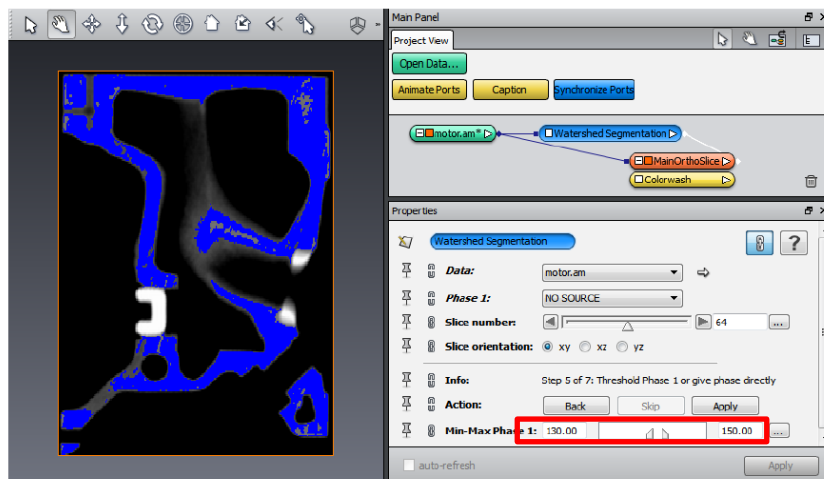 Main Panel
Project View
Open Data...
Animate Ports Caption Synchronize Ports
motor.am* Watershed Segmentation
MainOrthoSlice
Colorwash
Properties
Watershed Segmentation ?
Data: motor.am
Phase 1: NO SOURCE
Slice number: 64 ...
Slice orientation: xy xz yz
Info: Step 5 of 7: Threshold Phase 1 or give phase directly
Action: Back Skip Apply
Min-Max Phase 1: 130.00 150.00 ...
auto-refresh Apply